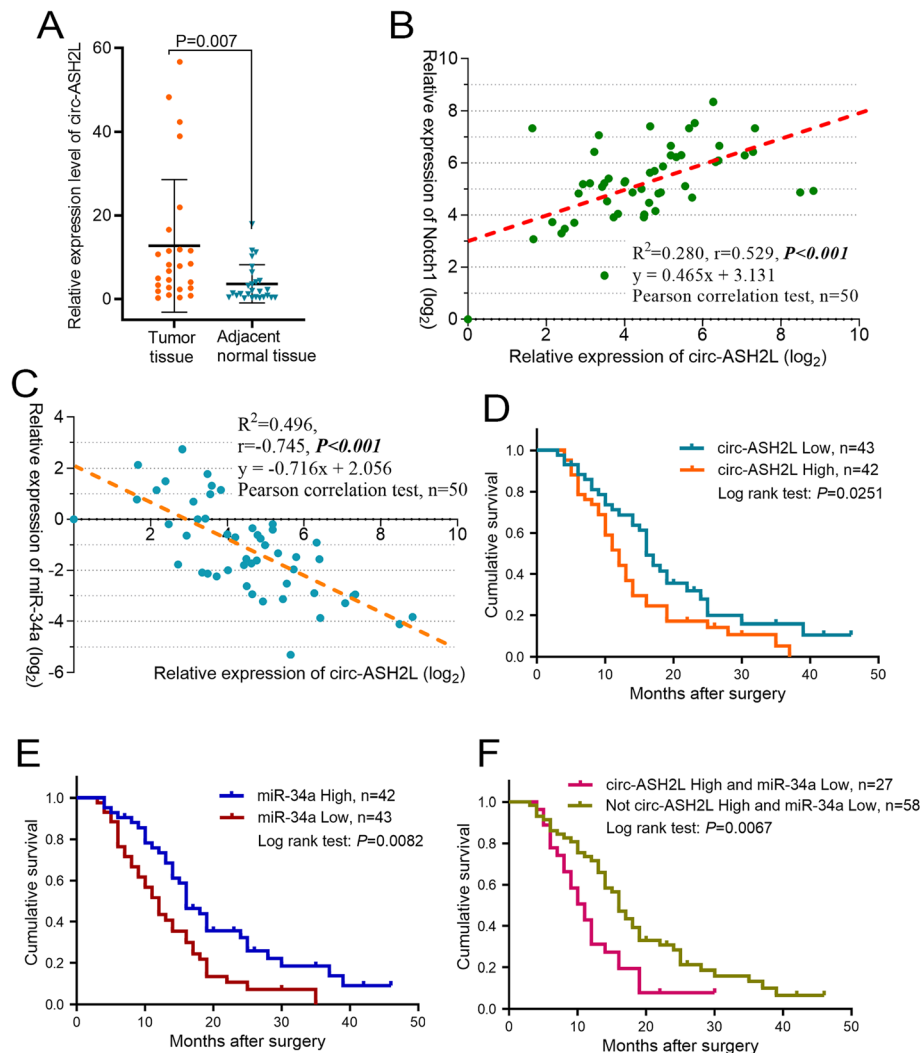 A
P=0.007
Relative expression level of circ-ASH2L
60
40
20
0
Tumor
tissue
Adjacent
normal tissue
B
Relative expression of Notch1 (log2)
10
8
6
4
2
0
R2=0.280, r=0.529, P<0.001
y = 0.465x + 3.131
Pearson correlation test, n=50
0 2 4 6 8 10
Relative expression of circ-ASH2L (log2)
C
Relative expression of miR-34a (log2)
4
2
0
-2
-4
-6
R2=0.496,
r=-0.745, P<0.001
y = -0.716x + 2.056
Pearson correlation test, n=50
2 4 6 8 10
Relative expression of circ-ASH2L (log2)
D
circ-ASH2L Low, n=43
circ-ASH2L High, n=42
Log rank test: P=0.0251
Cumulative survival
1.0
0.8
0.6
0.4
0.2
0.0
0 10 20 30 40 50
Months after surgery
E
miR-34a High, n=42
miR-34a Low, n=43
Log rank test: P=0.0082
Cumulative survival
1.0
0.8
0.6
0.4
0.2
0.0
0 10 20 30 40 50
Months after surgery
F
circ-ASH2L High and miR-34a Low, n=27
Not circ-ASH2L High and miR-34a Low, n=58
Log rank test: P=0.0067
Cumulative survival
1.0
0.8
0.6
0.4
0.2
0.0
0 10 20 30 40 50
Months after surgery